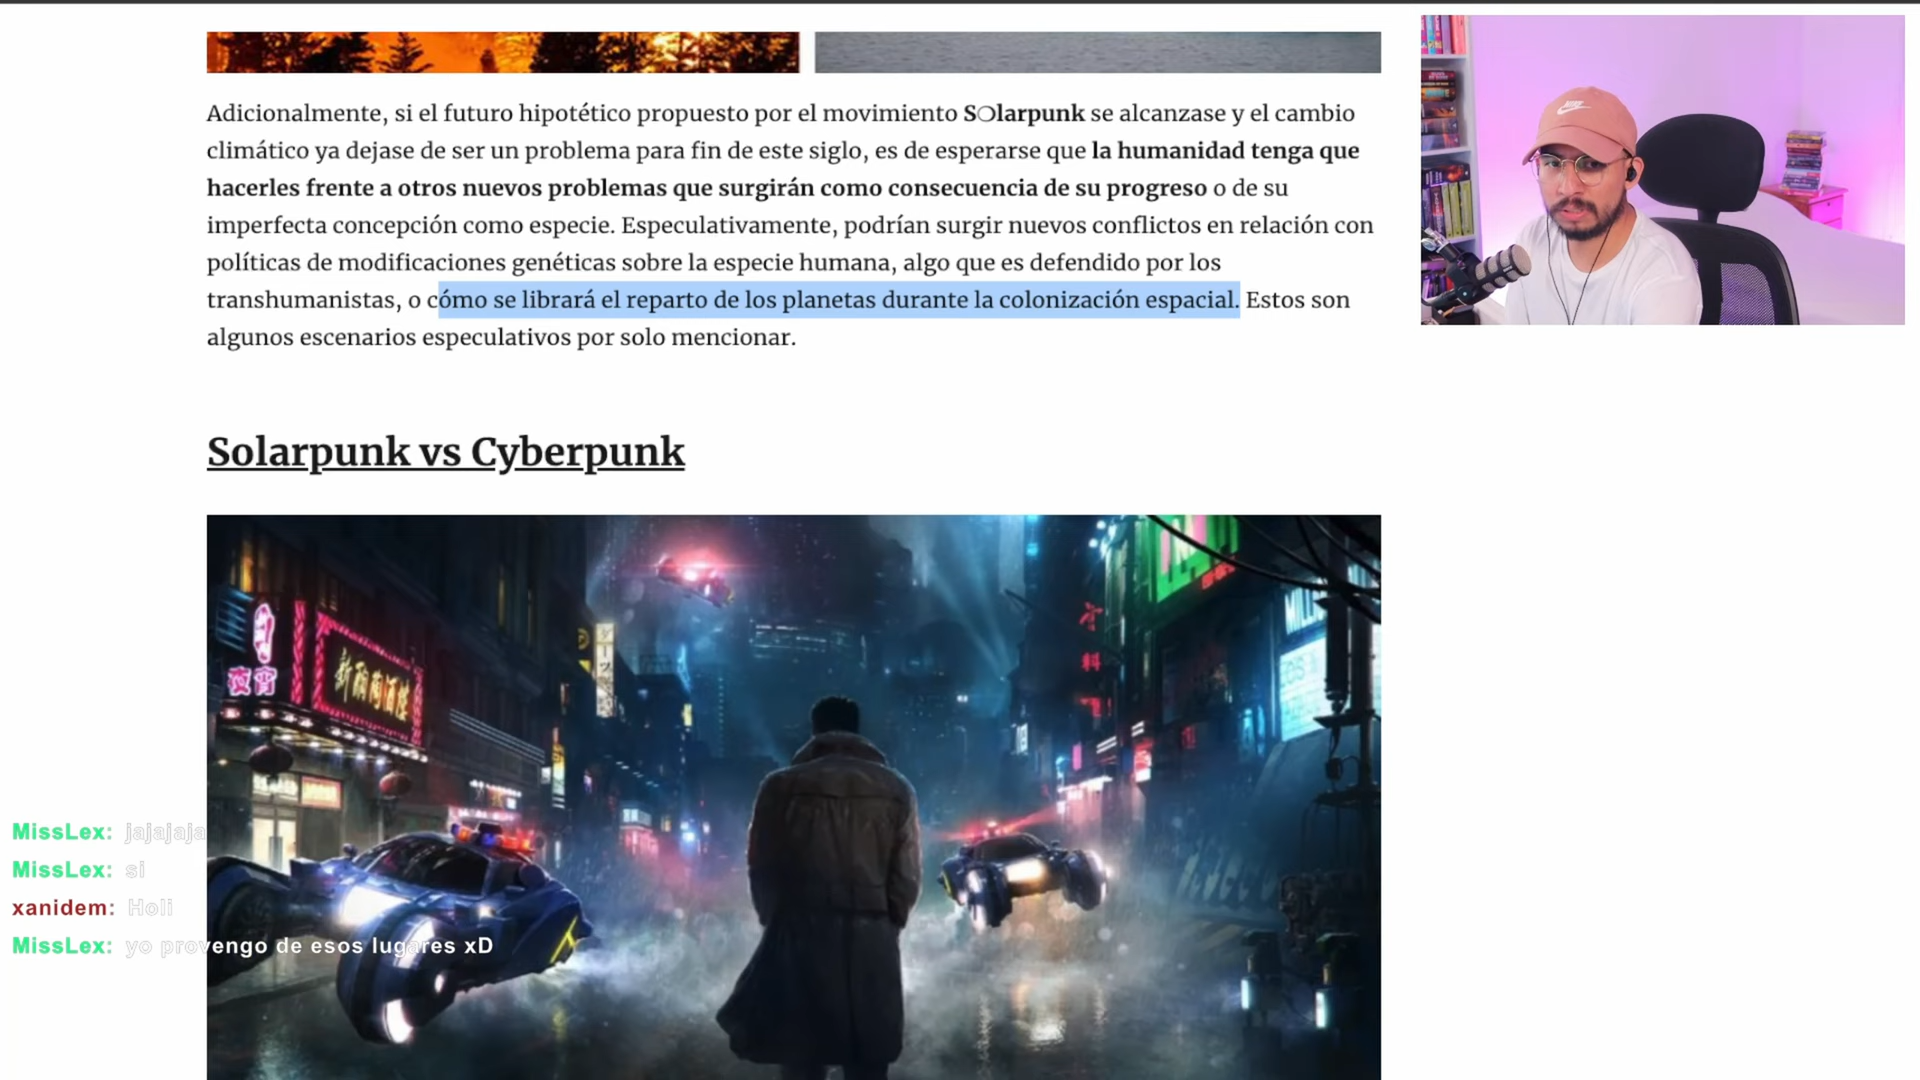 Adicionalmente, si el futuro hipotético propuesto por el movimiento S❍larpunk se alcanzase y el cambio
climático ya dejase de ser un problema para fin de este siglo, es de esperarse que la humanidad tenga que
hacerles frente a otros nuevos problemas que surgirán como consecuencia de su progreso o de su
imperfecta concepción como especie. Especulativamente, podrían surgir nuevos conflictos en relación con
políticas de modificaciones genéticas sobre la especie humana, algo que es defendido por los
transhumanistas, o cómo se librará el reparto de los planetas durante la colonización espacial. Estos son
algunos escenarios especulativos por solo mencionar.
Solarpunk vs Cyberpunk
夜宵
MissLex: jajajaja
MissLex: si
xanidem: Holi
MissLex: yo provengo de esos lugares xD